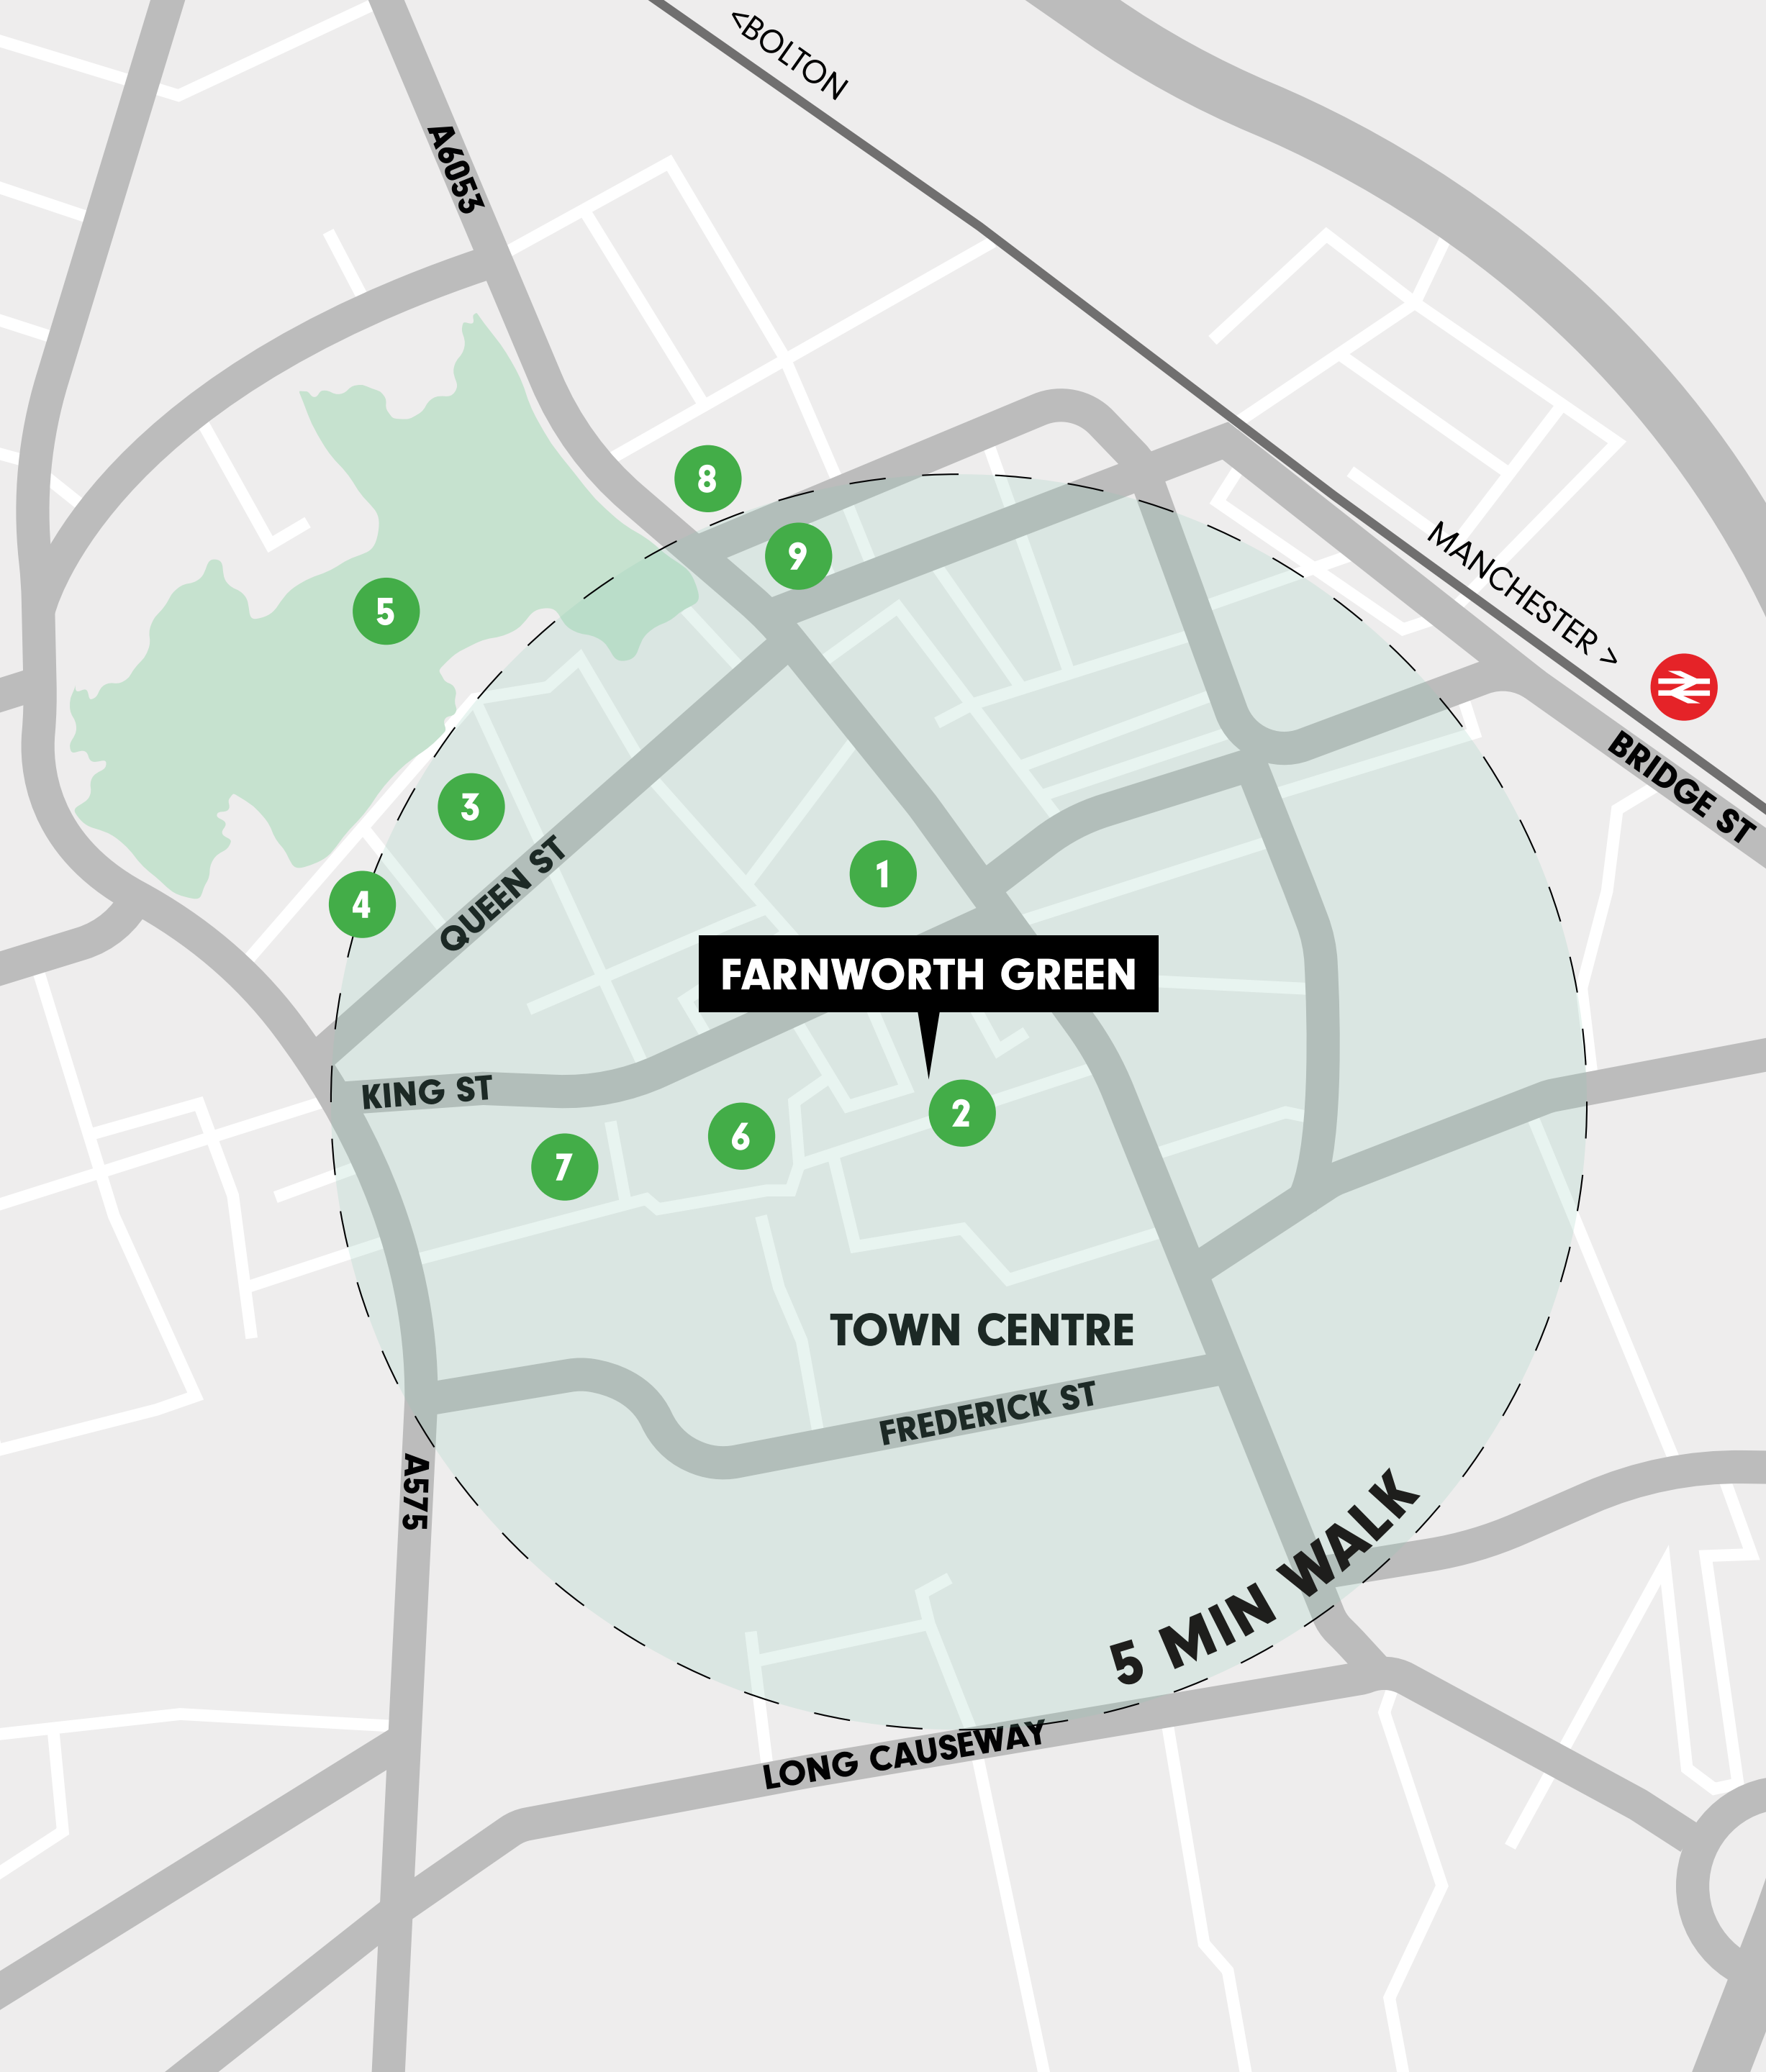 <BOLTON
A6053
8
9
MANCHESTER >
5
BRIDGE ST
3
QUEEN ST
1
4
FARNWORTH GREEN
KING ST
2
6
7
TOWN CENTRE
FREDERICK ST
A575
5 MIN WALK
LONG CAUSEWAY